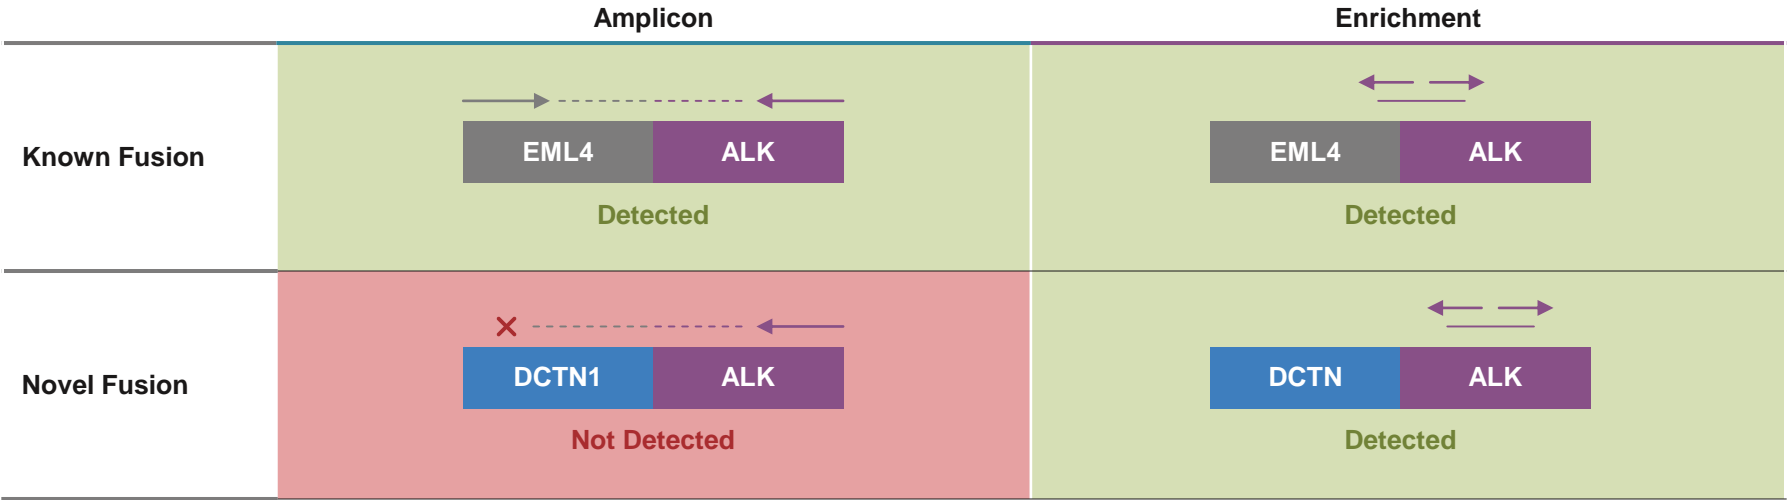 Amplicon Enrichment
Known Fusion
EML4 ALK EML4 ALK
Detected Detected
Novel Fusion
DCTN1 ALK DCTN ALK
Not Detected Detected